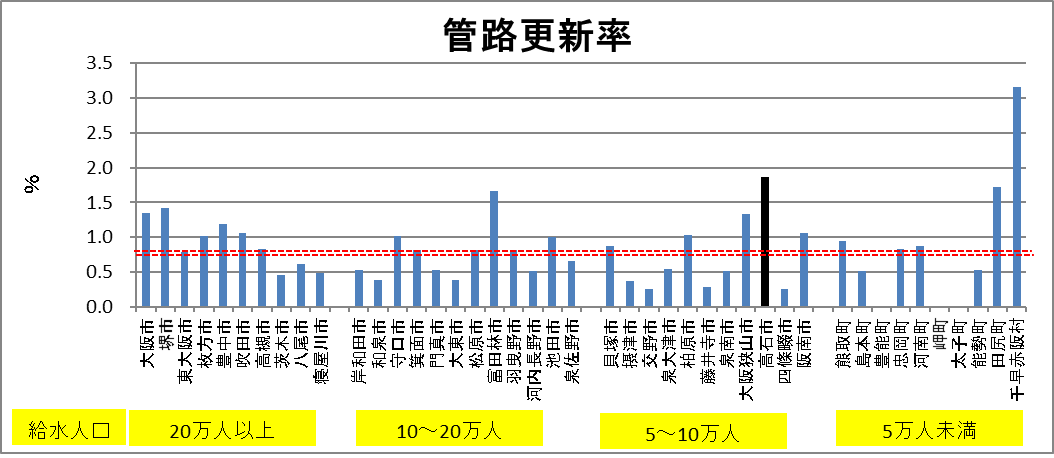 管路更新率
%
3.5
3.0
2.5
2.0
1.5
1.0
0.5
0.0
大阪市
堺市
東大阪市
枚方市
豊中市
吹田市
高槻市
茨木市
八尾市
寝屋川市
岸和田市
和泉市
守口市
箕面市
門真市
大東市
松原市
富田林市
羽曳野市
河内長野市
池田市
泉佐野市
貝塚市
摂津市
交野市
泉大津市
柏原市
藤井寺市
泉南市
大阪狭山市
高石市
四條畷市
阪南市
熊取町
島本町
豊能町
忠岡町
河南町
岬町
太子町
能勢町
田尻町
千早赤阪村
給水人口
20万人以上
10～20万人
5～10万人
5万人未満